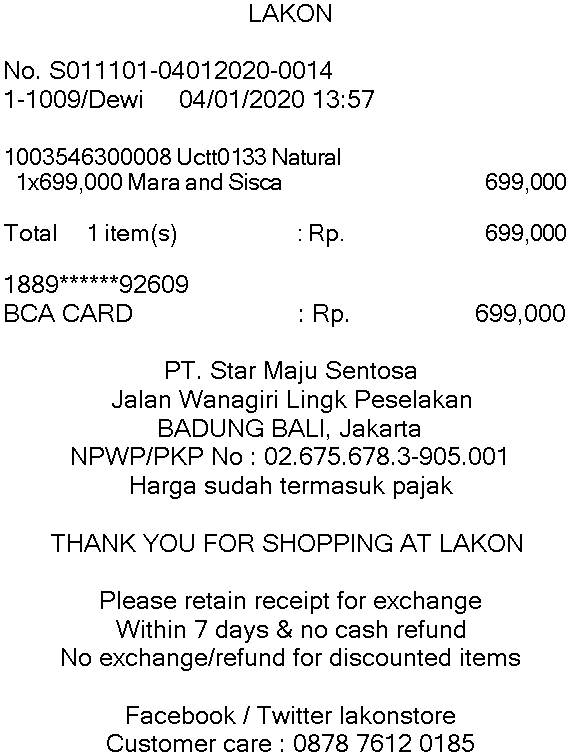 LAKON
No. S011101-04012020-0014
1-1009/Dewi 04/01/2020 13:57
1003546300008 Uctt0133 Natural
1x699,000 Mara and Sisca 699,000
Total 1 item(s) : Rp. 699,000
1889******92609
BCA CARD : Rp. 699,000
PT. Star Maju Sentosa
Jalan Wanagiri Lingk Peselakan
BADUNG BALI, Jakarta
NPWP/PKP No : 02.675.678.3-905.001
Harga sudah termasuk pajak
THANK YOU FOR SHOPPING AT LAKON
Please retain receipt for exchange
Within 7 days & no cash refund
No exchange/refund for discounted items
Facebook / Twitter lakonstore
Customer care : 0878 7612 0185